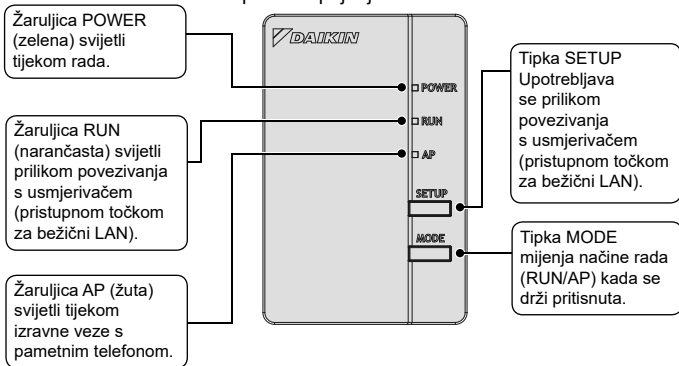 Žaruljica POWER
(zelena) svijetli
tijekom rada.
Žaruljica RUN
(narančasta) svijetli
prilikom povezivanja
s usmjerivačem
(pristupnom točkom
za bežični LAN).
Žaruljica AP (žuta)
svijetli tijekom
izravne veze s
pametnim telefonom.
DAIKIN
POWER
RUN
AP
SETUP
MODE
Tipka SETUP
Upotrebljava
se prilikom
povezivanja
s usmjerivačem
(pristupnom točkom
za bežični LAN).
Tipka MODE
mijenja načine rada
(RUN/AP) kada se
drži pritisnuta.